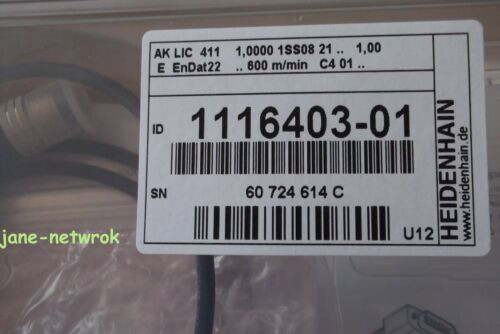 AK LIC 411 1,0000 1SS08 21 .. 1,00
E EnDat22 .. 600 m/min C4 01 ..
ID 1116403-01
SN 60 724 614 C
U12
HEIDENHAIN
www.heidenhain.de
jane-netwrok